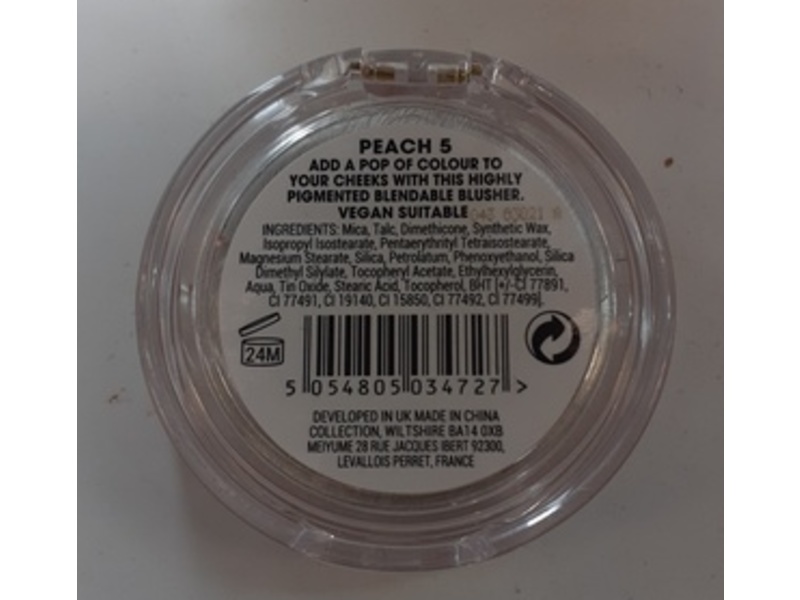 PEACH 5
ADD A POP OF COLOUR TO
YOUR CHEEKS WITH THIS HIGHLY
PIGMENTED BLENDABLE BLUSHER.
VEGAN SUITABLE
INGREDIENTS: Mica, Talc, Dimethicone, Synthetic Wax,
Isopropyl Isostearate, Pentaerythrityl Tetraisostearate,
Magnesium Stearate, Silica, Petrolatum, Phenoxyethanol, Silica
Dimethyl Silylate, Tocopheryl Acetate, Ethylhexylglycerin,
Aqua, Tin Oxide, Stearic Acid, Tocopherol, BHT [+/-CI 77891,
CI 77491, CI 19140, CI 15850, CI 77492, CI 77499].
24M
5 054805 034727 >
DEVELOPED IN UK MADE IN CHINA
COLLECTION, WILTSHIRE BA14 0XB
MEIYUME 28 RUE JACQUES IBERT 92300,
LEVALLOIS PERRET, FRANCE